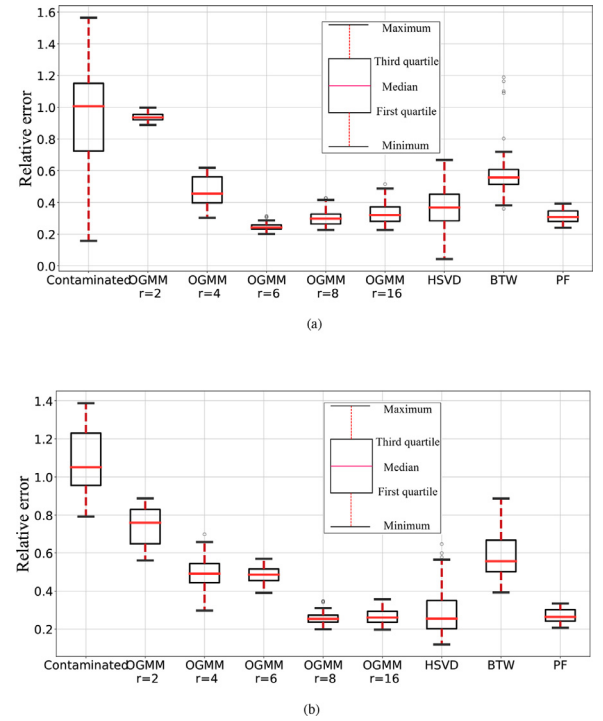 1.6
Maximum
1.4
Third quartile
1.2
Median
1.0
First quartile
0.8
Minimum
0.6
0.4
0.2
0.0
Relative error
Contaminated OGMM OGMM OGMM OGMM OGMM HSVD BTW PF
r=2 r=4 r=6 r=8 r=16
(a)
1.4
Maximum
1.2
Third quartile
1.0
Median
First quartile
0.8
Minimum
0.6
0.4
0.2
Relative error
Contaminated OGMM OGMM OGMM OGMM OGMM HSVD BTW PF
r=2 r=4 r=6 r=8 r=16
(b)